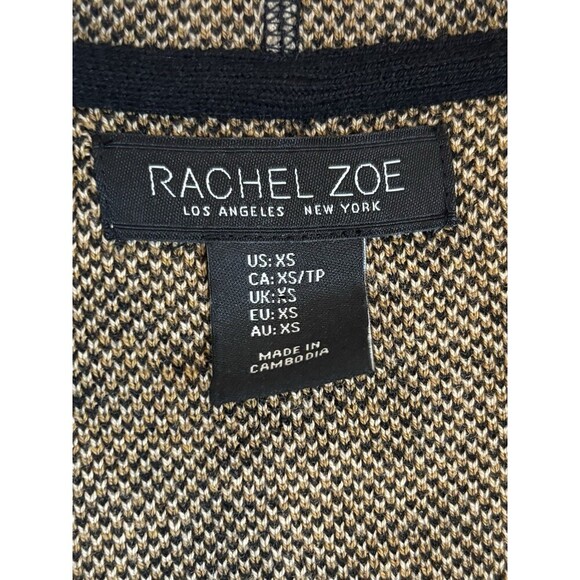 RACHEL ZOE
LOS ANGELES NEW YORK
US: XS
CA: XS/TP
UK: XS
EU: XS
AU: XS
MADE IN
CAMBODIA